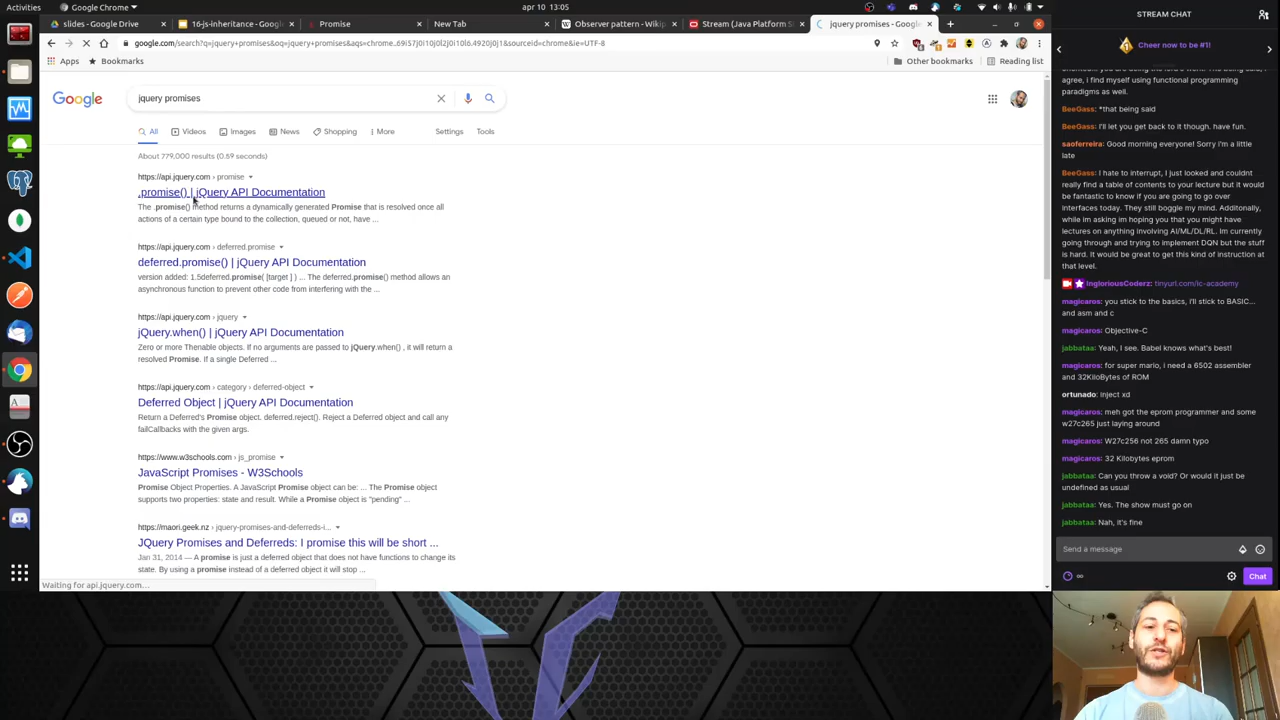 Activities
apr 10 13:05
STREAM CHAT
slides - Google Drive
16-js-inheritance - Google
Promise
New Tab
Observer pattern - Wikip
Stream (Java Platform S
jquery promises - Google
google.com/search?q=jquery+promises&oq=jquery+promises&aqs=chrome..69i57j0i10j0l2j0i10l6.4920j0j1&sourceid=chrome&ie=UTF-8
Apps
Bookmarks
Other bookmarks
Reading list
Google
jquery promises
All
Videos
Images
News
Shopping
More
Settings
Tools
About 779,000 results (0.59 seconds)
https://api.jquery.com › promise
.promise() | jQuery API Documentation
The .promise() method returns a dynamically generated Promise that is resolved once all
actions of a certain type bound to the collection, queued or not, have ...
https://api.jquery.com › deferred.promise
deferred.promise() | jQuery API Documentation
version added: 1.5deferred.promise( [target ] ) ... The deferred.promise() method allows an
asynchronous function to prevent other code from interfering with the ...
https://api.jquery.com › jquery
jQuery.when() | jQuery API Documentation
Zero or more Thenable objects. If no arguments are passed to jQuery.when() , it will return a
resolved Promise. If a single Deferred ...
https://api.jquery.com › category › deferred-object
Deferred Object | jQuery API Documentation
Return a Deferred's Promise object. deferred.reject(). Reject a Deferred object and call any
failCallbacks with the given args.
https://www.w3schools.com › js_promise
JavaScript Promises - W3Schools
Promise Object Properties. A JavaScript Promise object can be: ... The Promise object
supports two properties: state and result. While a Promise object is "pending" ...
https://maori.geek.nz › jquery-promises-and-deferreds-i...
JQuery Promises and Deferreds: I promise this will be short ...
Jan 31, 2014 — A promise is just a deferred object that does not have functions to change its
state. By using a promise instead of a deferred object it will stop ...
Waiting for api.jquery.com...
Cheer now to be #1!
agree, i find myself using functional programming
paradigms as well.
BeeGass: *that being said
BeeGass: I'll let you get back to it though. have fun.
saoferreira: Good morning everyone! Sorry i'm a little
late
BeeGass: I hate to interrupt, I just looked and couldnt
really find a table of contents to your lecture but it would
be fantastic to know if you are going to go over
interfaces today. They still boggle my mind. Additonally,
while im asking im hoping you that you might have
lectures on anything involving AI/ML/DL/RL. Im currently
going through and trying to implement DQN but the stuff
is hard. It would be great to get this kind of instruction at
that level.
IngloriousCoderz: tinyurl.com/ic-academy
magicaros: you stick to the basics, i'll stick to BASIC...
and asm and c
magicaros: Objective-C
jabbataa: Yeah, I see. Babel knows what's best!
magicaros: for super mario, i need a 6502 assembler
and 32KiloBytes of ROM
ortunado: inject xd
magicaros: meh got the eprom programmer and some
w27c265 just laying around
magicaros: W27c256 not 265 damn typo
magicaros: 32 Kilobytes eprom
jabbataa: Can you throw a void? Or would it just be
undefined as usual
jabbataa: Yes. The show must go on
jabbataa: Nah, it's fine
Send a message
Chat